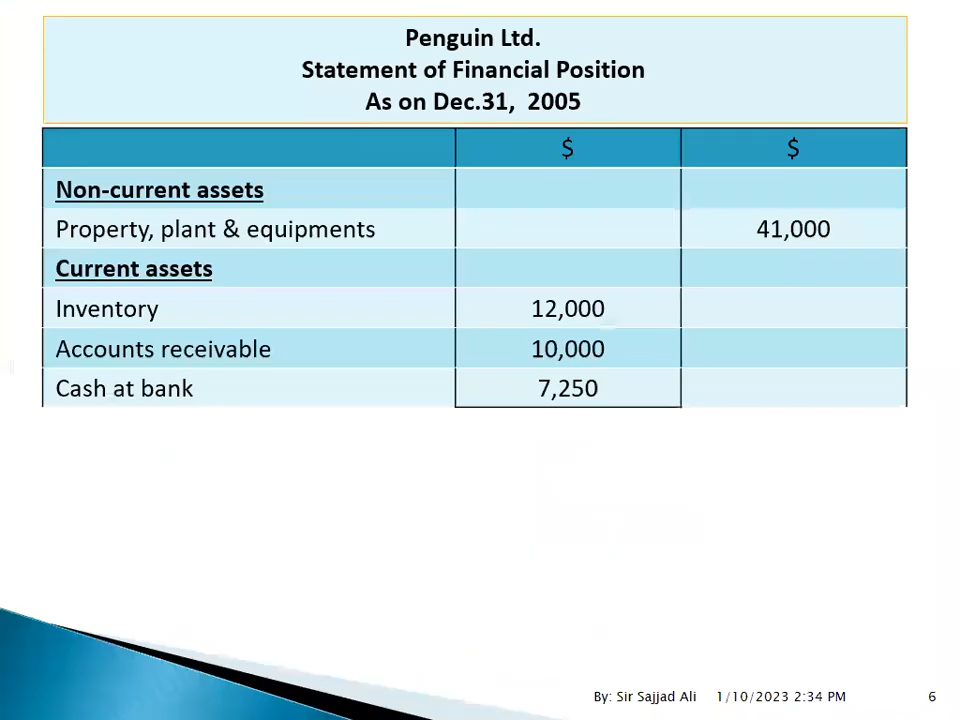 Penguin Ltd.
Statement of Financial Position
As on Dec.31, 2005
$ $
Non-current assets
Property, plant & equipments 41,000
Current assets
Inventory 12,000
Accounts receivable 10,000
Cash at bank 7,250
By: Sir Sajjad Ali 1/10/2023 2:34 PM 6